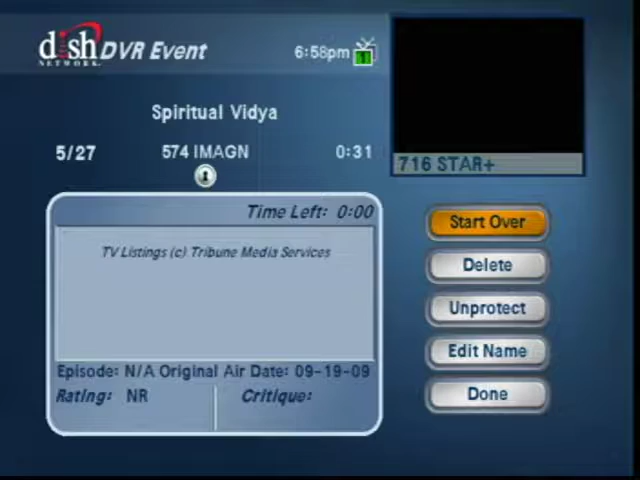 dish DVR Event
NETWORK.
6:58pm
1
Spiritual Vidya
5/27 574 IMAGN 0:31
716 STAR+
Time Left: 0:00
TV Listings (c) Tribune Media Services
Episode: N/A Original Air Date: 09-19-09
Rating: NR Critique:
Start Over
Delete
Unprotect
Edit Name
Done